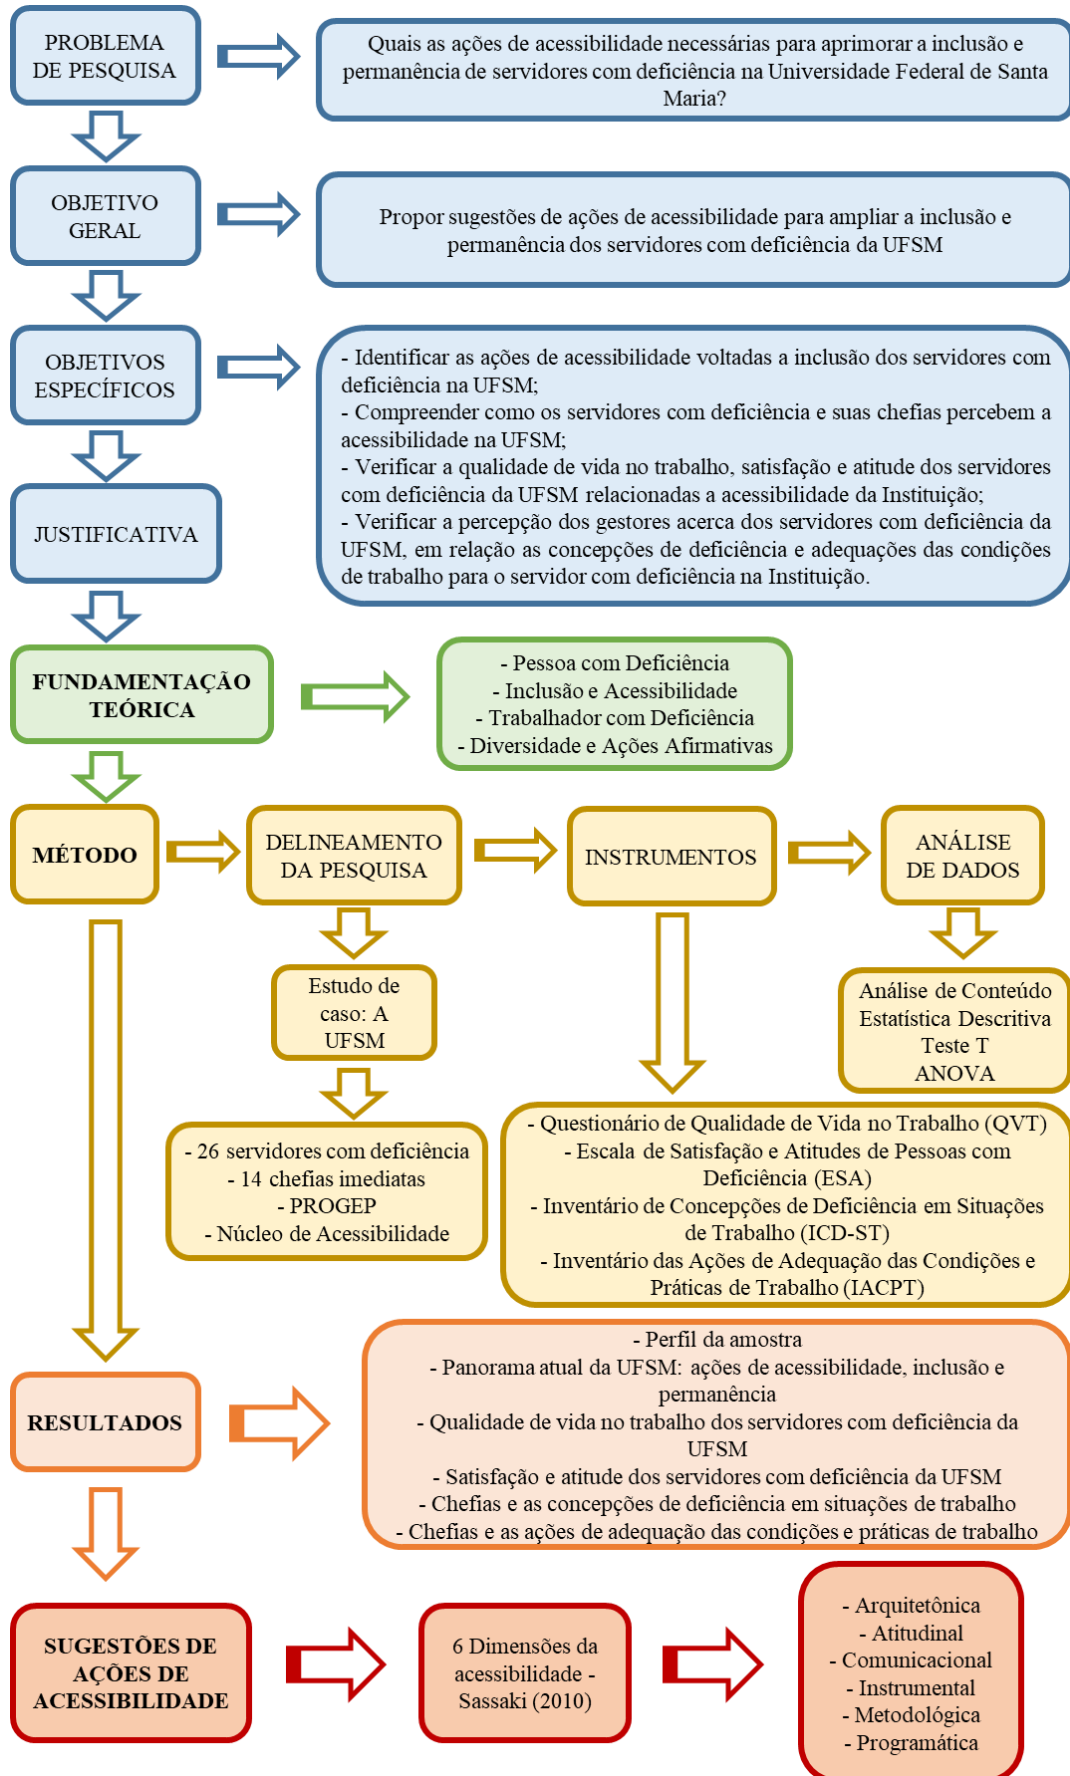 PROBLEMA
DE PESQUISA
Quais as ações de acessibilidade necessárias para aprimorar a inclusão e
permanência de servidores com deficiência na Universidade Federal de Santa
Maria?
OBJETIVO
GERAL
Propor sugestões de ações de acessibilidade para ampliar a inclusão e
permanência dos servidores com deficiência da UFSM
OBJETIVOS
ESPECÍFICOS
- Identificar as ações de acessibilidade voltadas a inclusão dos servidores com
deficiência na UFSM;
- Compreender como os servidores com deficiência e suas chefias percebem a
acessibilidade na UFSM;
- Verificar a qualidade de vida no trabalho, satisfação e atitude dos servidores
com deficiência da UFSM relacionadas a acessibilidade da Instituição;
- Verificar a percepção dos gestores acerca dos servidores com deficiência da
UFSM, em relação as concepções de deficiência e adequações das condições
de trabalho para o servidor com deficiência na Instituição.
JUSTIFICATIVA
FUNDAMENTAÇÃO
TEÓRICA
- Pessoa com Deficiência
- Inclusão e Acessibilidade
- Trabalhador com Deficiência
- Diversidade e Ações Afirmativas
MÉTODO
DELINEAMENTO
DA PESQUISA
INSTRUMENTOS
ANÁLISE
DE DADOS
Estudo de
caso: A
UFSM
Análise de Conteúdo
Estatística Descritiva
Teste T
ANOVA
- 26 servidores com deficiência
- 14 chefias imediatas
- PROGEP
- Núcleo de Acessibilidade
- Questionário de Qualidade de Vida no Trabalho (QVT)
- Escala de Satisfação e Atitudes de Pessoas com
Deficiência (ESA)
- Inventário de Concepções de Deficiência em Situações
de Trabalho (ICD-ST)
- Inventário das Ações de Adequação das Condições e
Práticas de Trabalho (IACPT)
RESULTADOS
- Perfil da amostra
- Panorama atual da UFSM: ações de acessibilidade, inclusão e
permanência
- Qualidade de vida no trabalho dos servidores com deficiência da
UFSM
- Satisfação e atitude dos servidores com deficiência da UFSM
- Chefias e as concepções de deficiência em situações de trabalho
- Chefias e as ações de adequação das condições e práticas de trabalho
SUGESTÕES DE
AÇÕES DE
ACESSIBILIDADE
6 Dimensões da
acessibilidade -
Sassaki (2010)
- Arquitetônica
- Atitudinal
- Comunicacional
- Instrumental
- Metodológica
- Programática